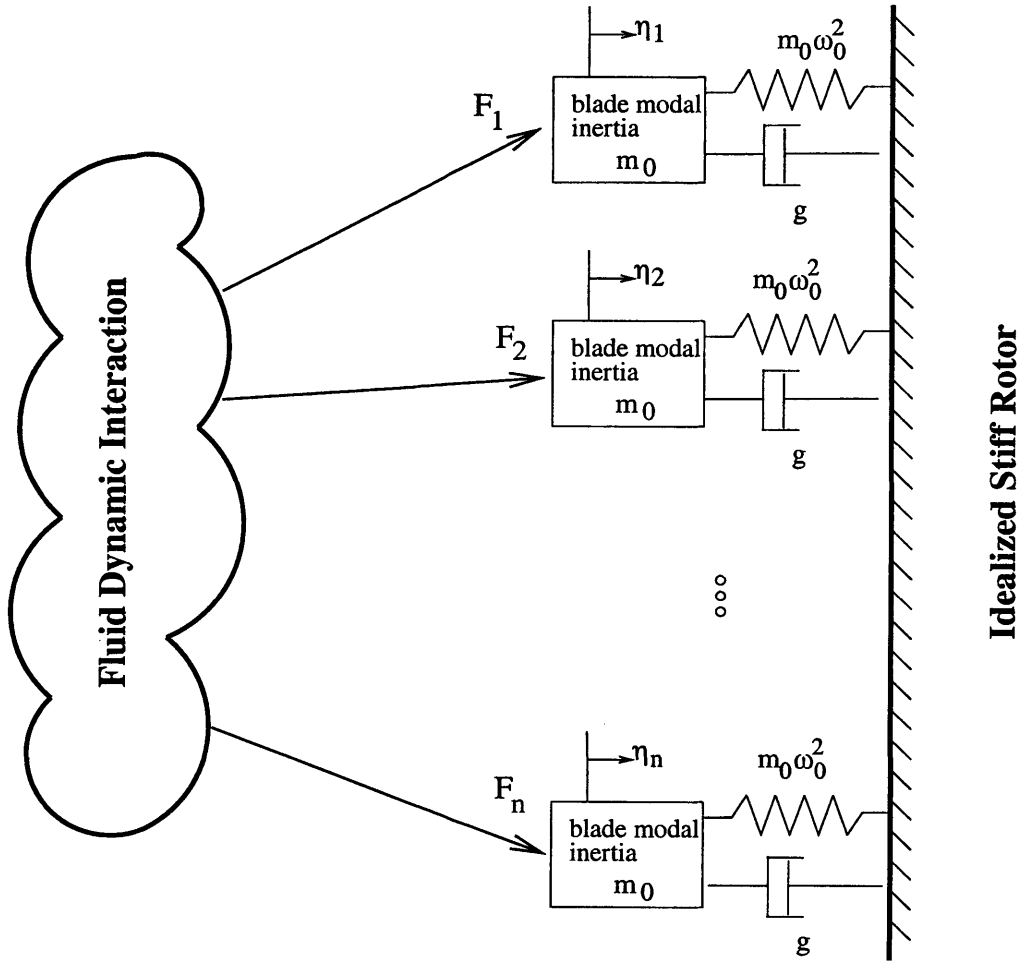 η1
m0ω0²
F1
blade modal
inertia
m0
g
η2
m0ω0²
F2
blade modal
inertia
m0
g
Fluid Dynamic Interaction
Idealized Stiff Rotor
ηn
m0ω0²
Fn
blade modal
inertia
m0
g